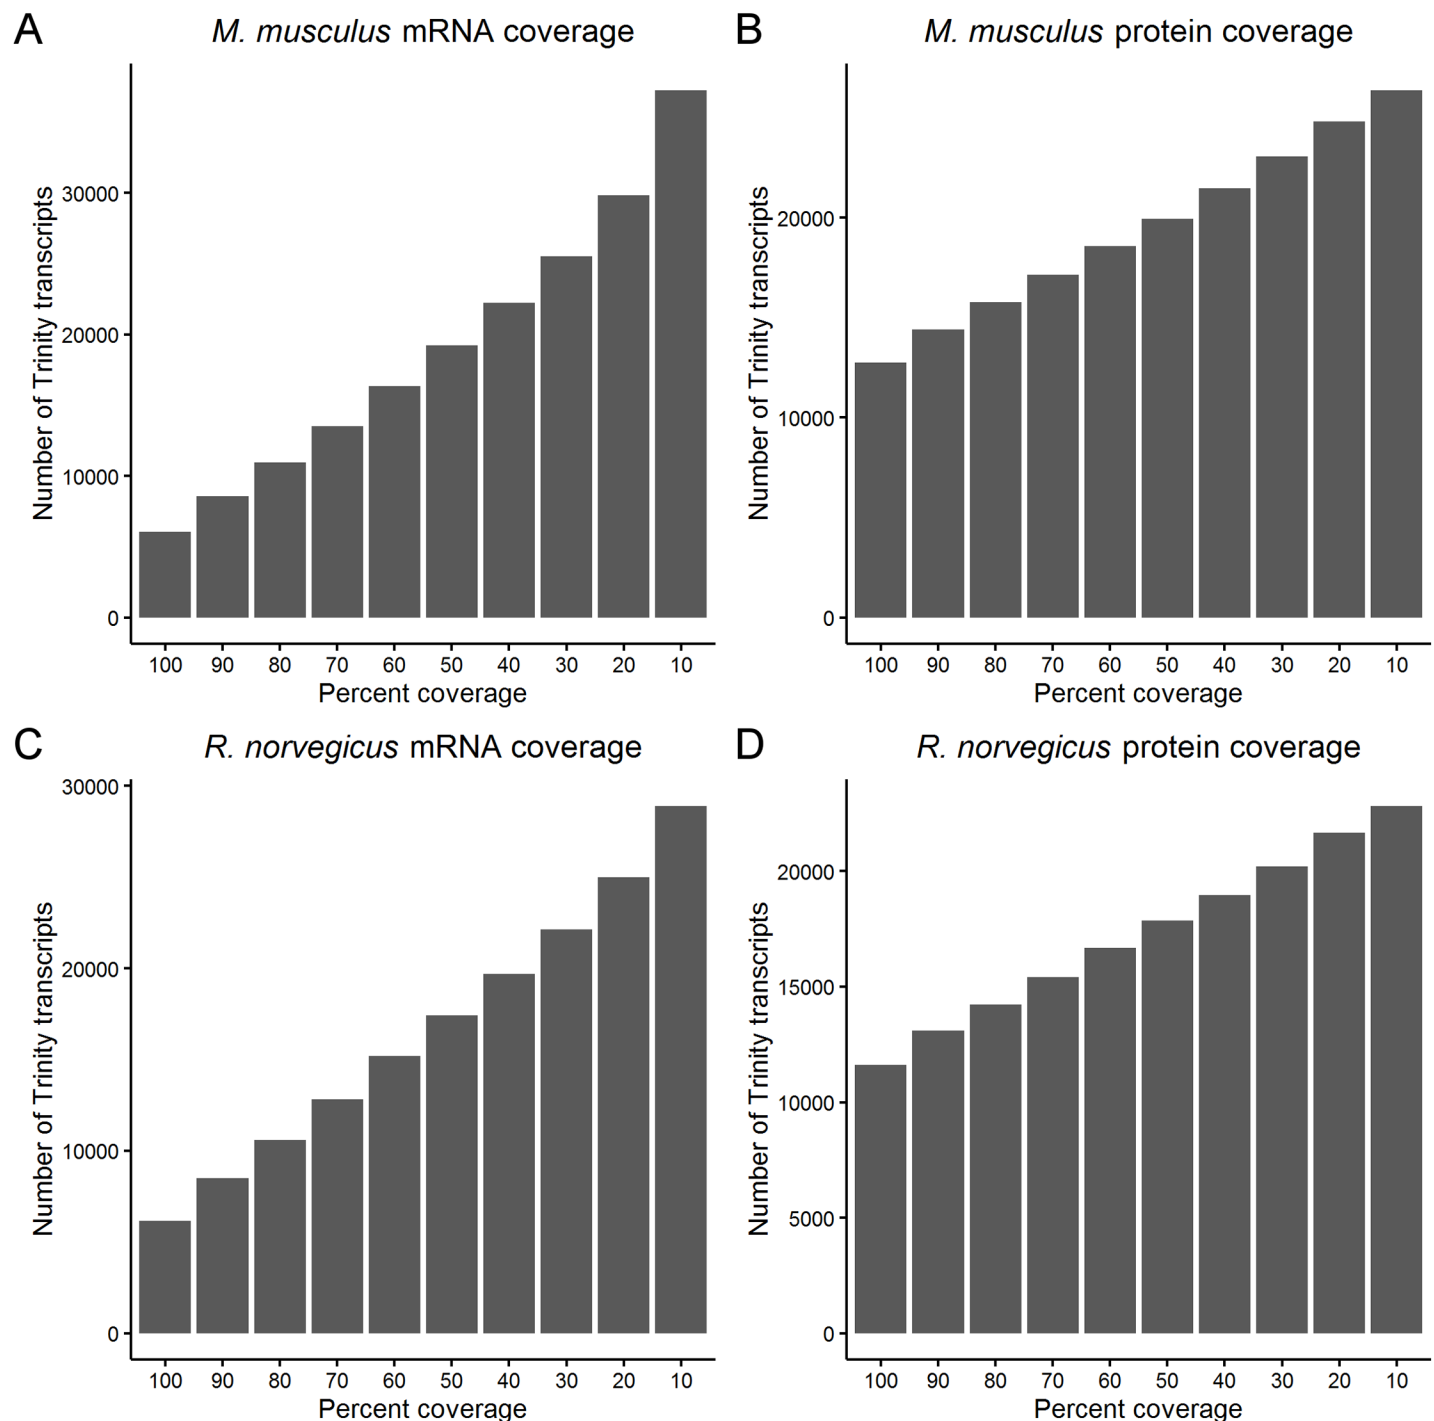 A
M. musculus mRNA coverage
Number of Trinity transcripts
30000
20000
10000
0
100 90 80 70 60 50 40 30 20 10
Percent coverage
B
M. musculus protein coverage
Number of Trinity transcripts
20000
10000
0
100 90 80 70 60 50 40 30 20 10
Percent coverage
C
R. norvegicus mRNA coverage
Number of Trinity transcripts
30000
20000
10000
0
100 90 80 70 60 50 40 30 20 10
Percent coverage
D
R. norvegicus protein coverage
Number of Trinity transcripts
20000
15000
10000
5000
0
100 90 80 70 60 50 40 30 20 10
Percent coverage